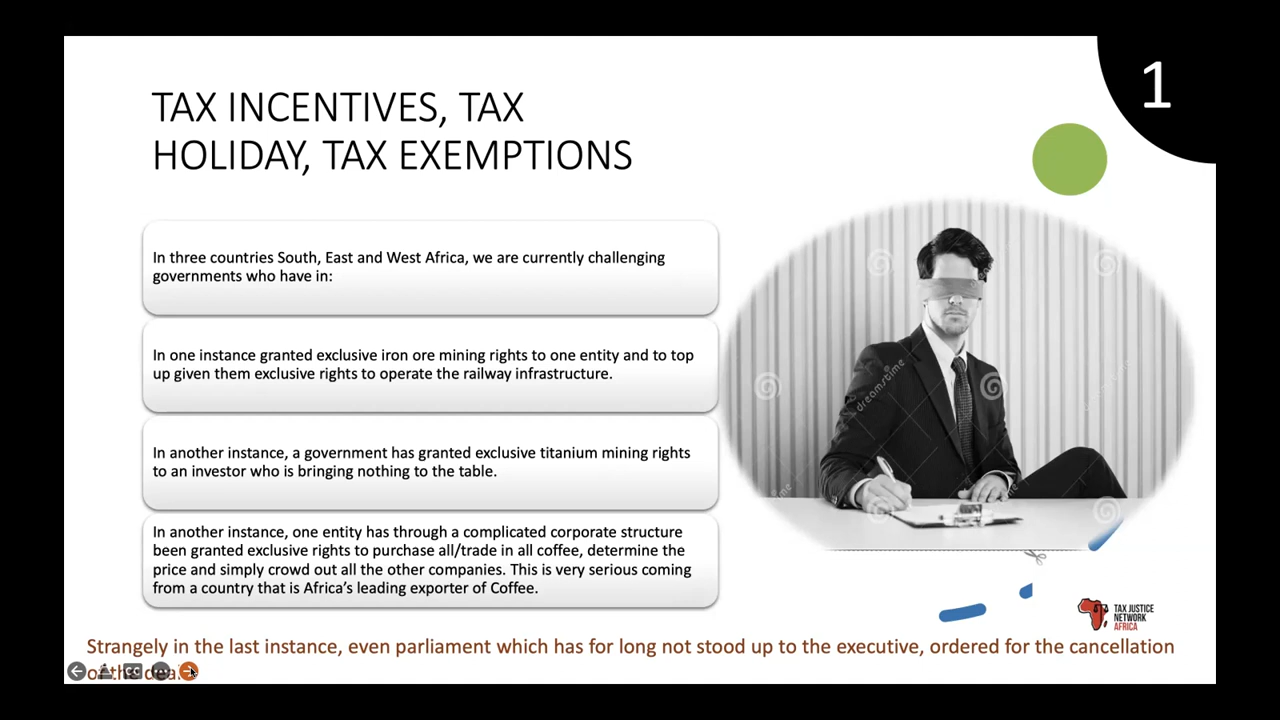 1
TAX INCENTIVES, TAX
HOLIDAY, TAX EXEMPTIONS
In three countries South, East and West Africa, we are currently challenging
governments who have in:
In one instance granted exclusive iron ore mining rights to one entity and to top
up given them exclusive rights to operate the railway infrastructure.
In another instance, a government has granted exclusive titanium mining rights
to an investor who is bringing nothing to the table.
In another instance, one entity has through a complicated corporate structure
been granted exclusive rights to purchase all/trade in all coffee, determine the
price and simply crowd out all the other companies. This is very serious coming
from a country that is Africa's leading exporter of Coffee.
dreamstime
TAX JUSTICE
NETWORK
AFRICA
Strangely in the last instance, even parliament which has for long not stood up to the executive, ordered for the cancellation
of the deal